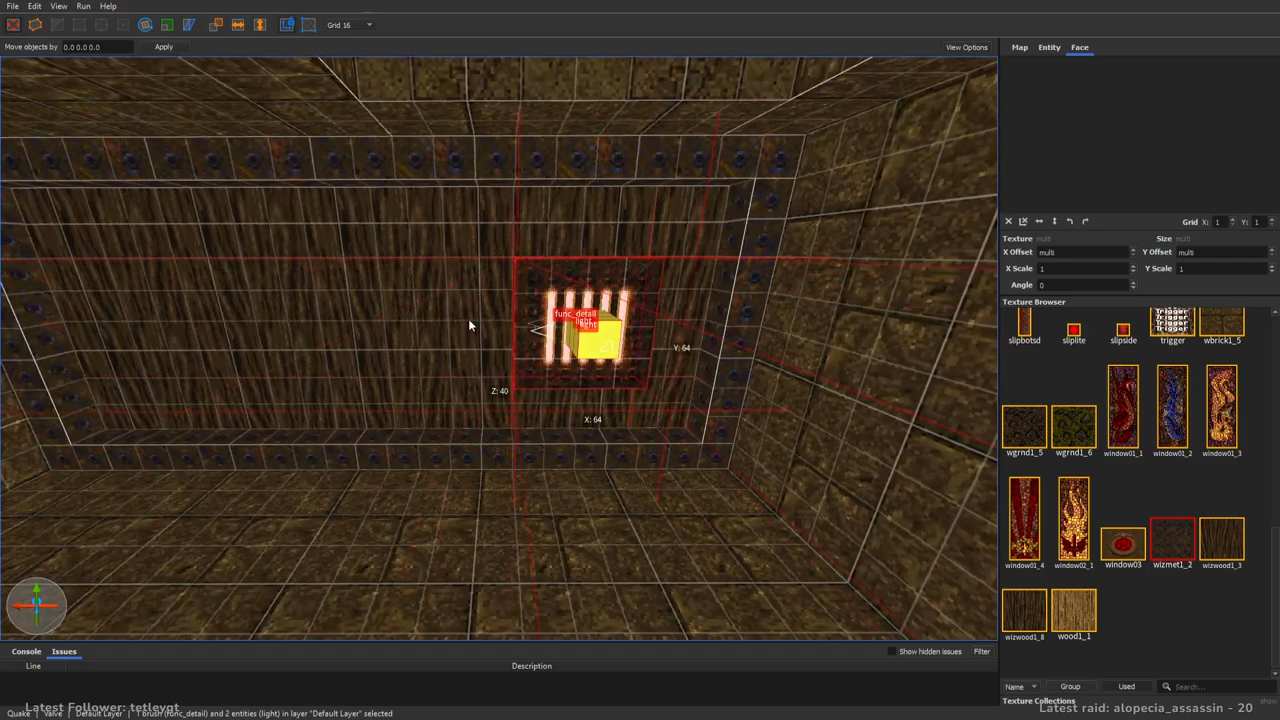 File Edit View Run Help
Grid 16
Move objects by 0.0 0.0 0.0 Apply View Options
Map Entity Face
func_detail
light
light
Y: 64
Z: 40
X: 64
Grid X: 1 Y: 1
Texture multi Size multi
X Offset multi Y Offset multi
X Scale 1 Y Scale 1
Angle 0
Texture Browser
slipbotsd sliplite slipside trigger wbrick1_5
wgrnd1_5 wgrnd1_6 window01_1 window01_2 window01_3
window01_4 window02_1 window03 wizmet1_2 wizwood1_3
wizwood1_8 wood1_1
Name Group Used Search...
Texture Collections show
Console Issues
Show hidden issues Filter
Line Description
Latest Follower: tetlevgt
Latest raid: alopecia_assassin - 20
Quake Valve Default Layer 1 brush (func_detail) and 2 entities (light) in layer "Default Layer" selected